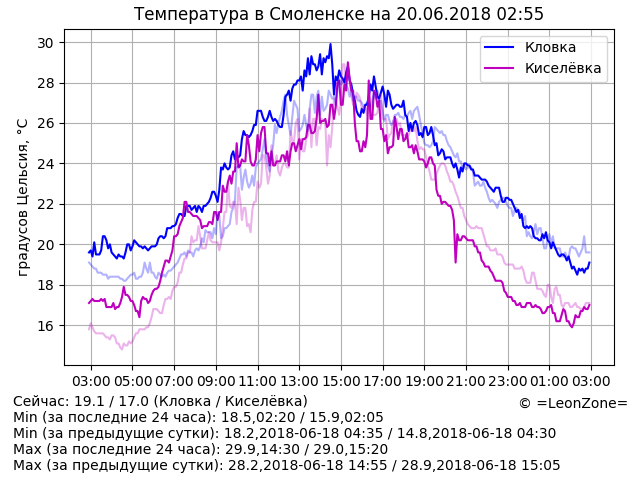 Температура в Смоленске на 20.06.2018 02:55
градусов Цельсия, °C
30
28
26
24
22
20
18
16
Кловка
Киселёвка
03:00 05:00 07:00 09:00 11:00 13:00 15:00 17:00 19:00 21:00 23:00 01:00 03:00
Сейчас: 19.1 / 17.0 (Кловка / Киселёвка)
© =LeonZone=
Min (за последние 24 часа): 18.5,02:20 / 15.9,02:05
Min (за предыдущие сутки): 18.2,2018-06-18 04:35 / 14.8,2018-06-18 04:30
Max (за последние 24 часа): 29.9,14:30 / 29.0,15:20
Max (за предыдущие сутки): 28.2,2018-06-18 14:55 / 28.9,2018-06-18 15:05